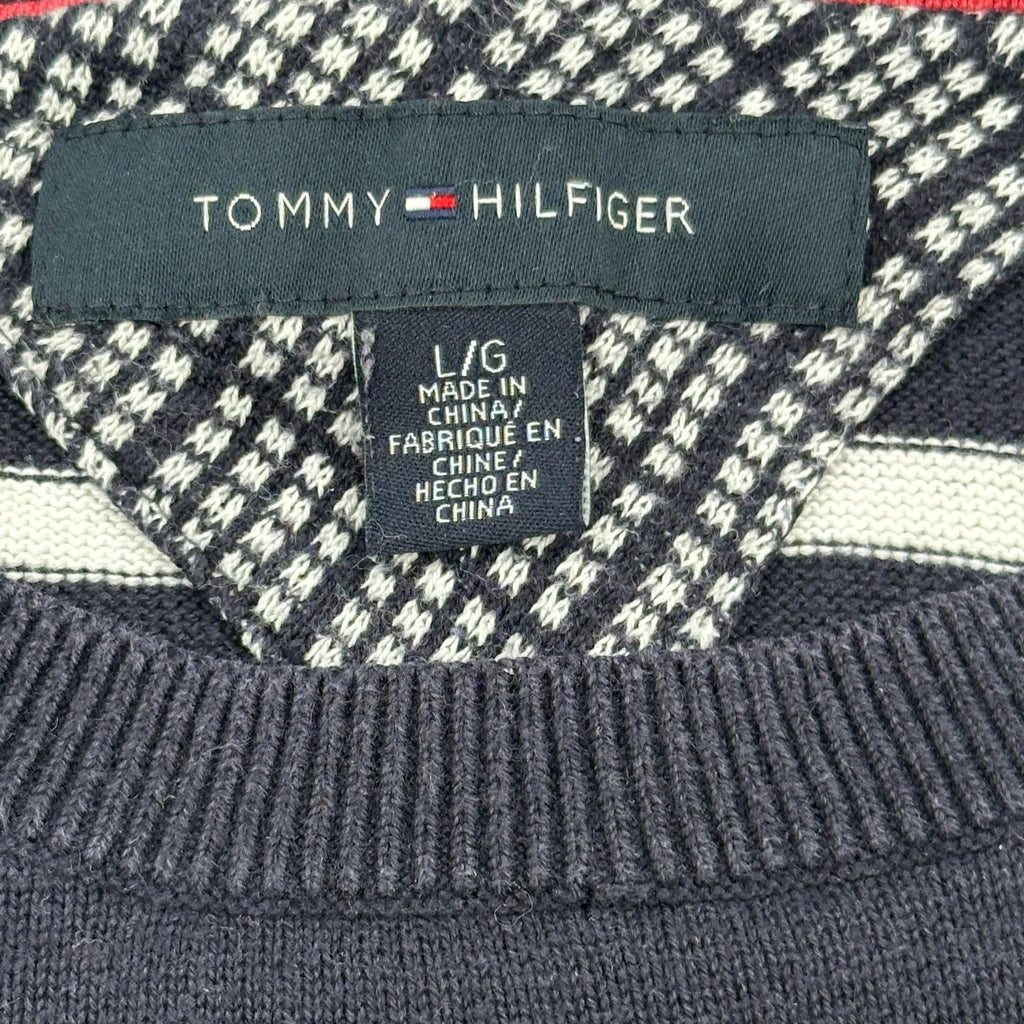 TOMMY HILFIGER
L/G
MADE IN
CHINA/
FABRIQUÉ EN
CHINE/
HECHO EN
CHINA